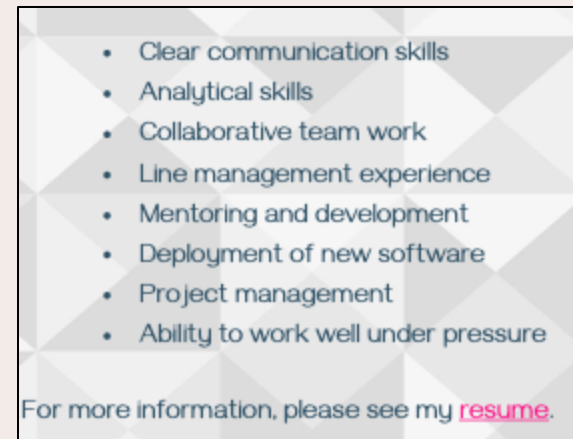 • Clear communication skills
• Analytical skills
• Collaborative team work
• Line management experience
• Mentoring and development
• Deployment of new software
• Project management
• Ability to work well under pressure
For more information, please see my resume.